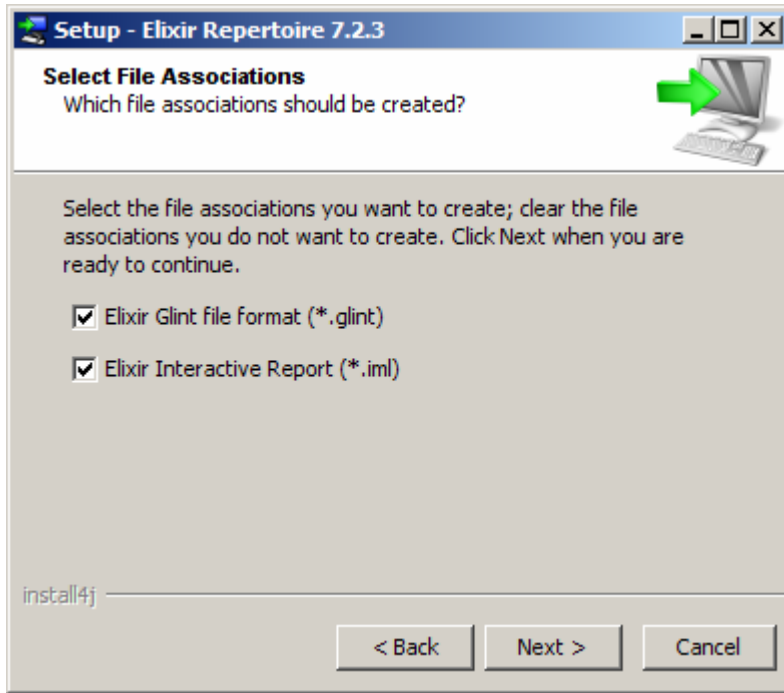 Setup - Elixir Repertoire 7.2.3
Select File Associations
Which file associations should be created?
Select the file associations you want to create; clear the file
associations you do not want to create. Click Next when you are
ready to continue.
Elixir Glint file format (*.glint)
Elixir Interactive Report (*.iml)
install4j
< Back
Next >
Cancel